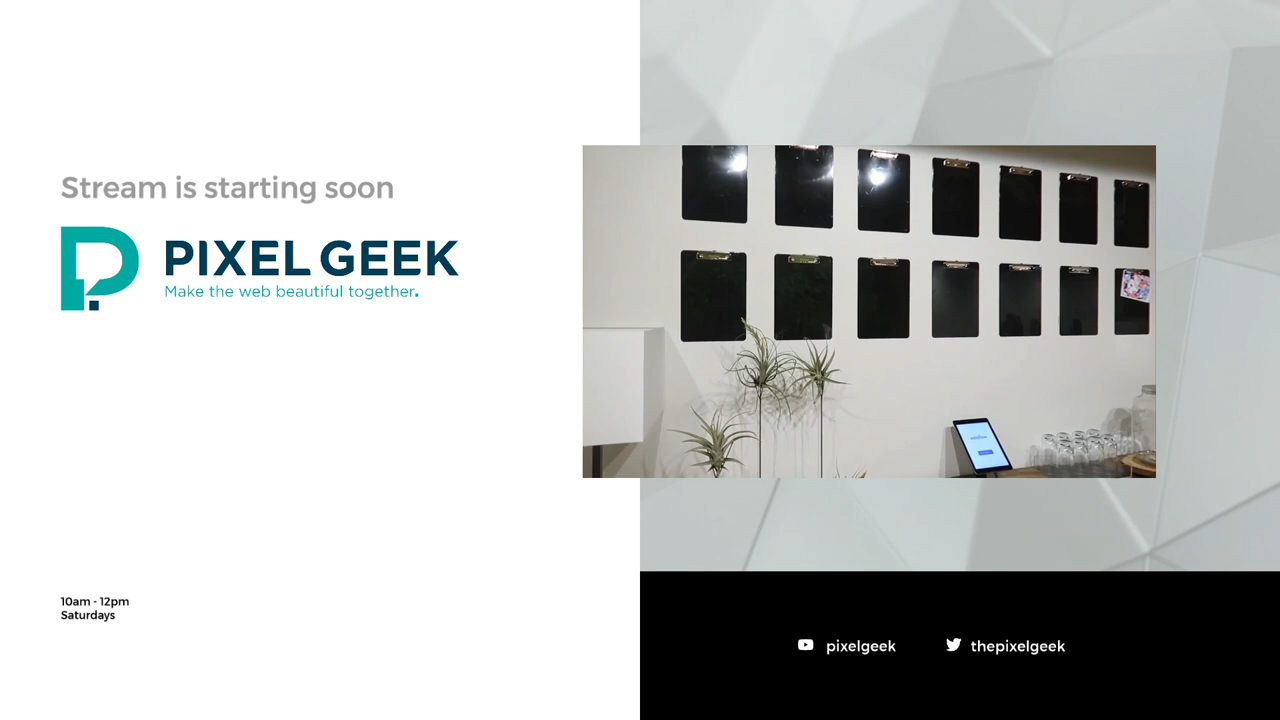 Stream is starting soon
PIXEL GEEK
Make the web beautiful together.
10am - 12pm
Saturdays
pixelgeek
thepixelgeek